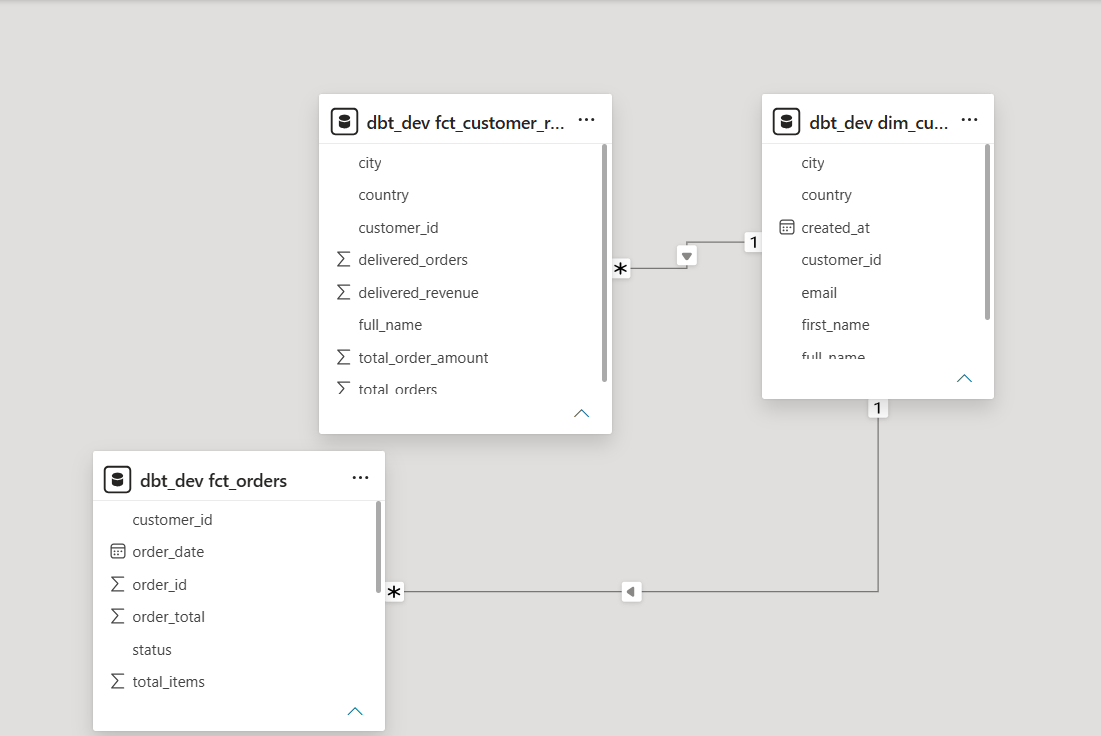 dbt_dev fct_customer_r...
city
country
customer_id
delivered_orders
delivered_revenue
full_name
total_order_amount
total_orders
*
1
dbt_dev dim_cu...
city
country
created_at
customer_id
email
first_name
full_name
1
dbt_dev fct_orders
customer_id
order_date
order_id
order_total
status
total_items
*